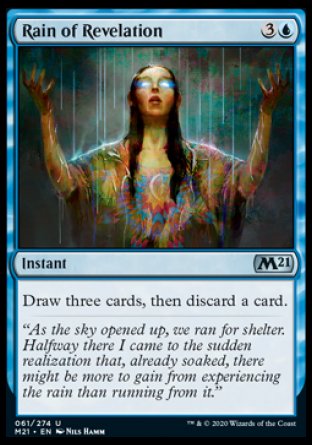 Rain of Revelation 3
Instant M21
Draw three cards, then discard a card.
“As the sky opened up, we ran for shelter.
Halfway there I came to the sudden
realization that, already soaked, there
might be more to gain from experiencing
the rain than running from it.”
061/274 U
M21 • EN Nils Hamm ™ & © 2020 Wizards of the Coast